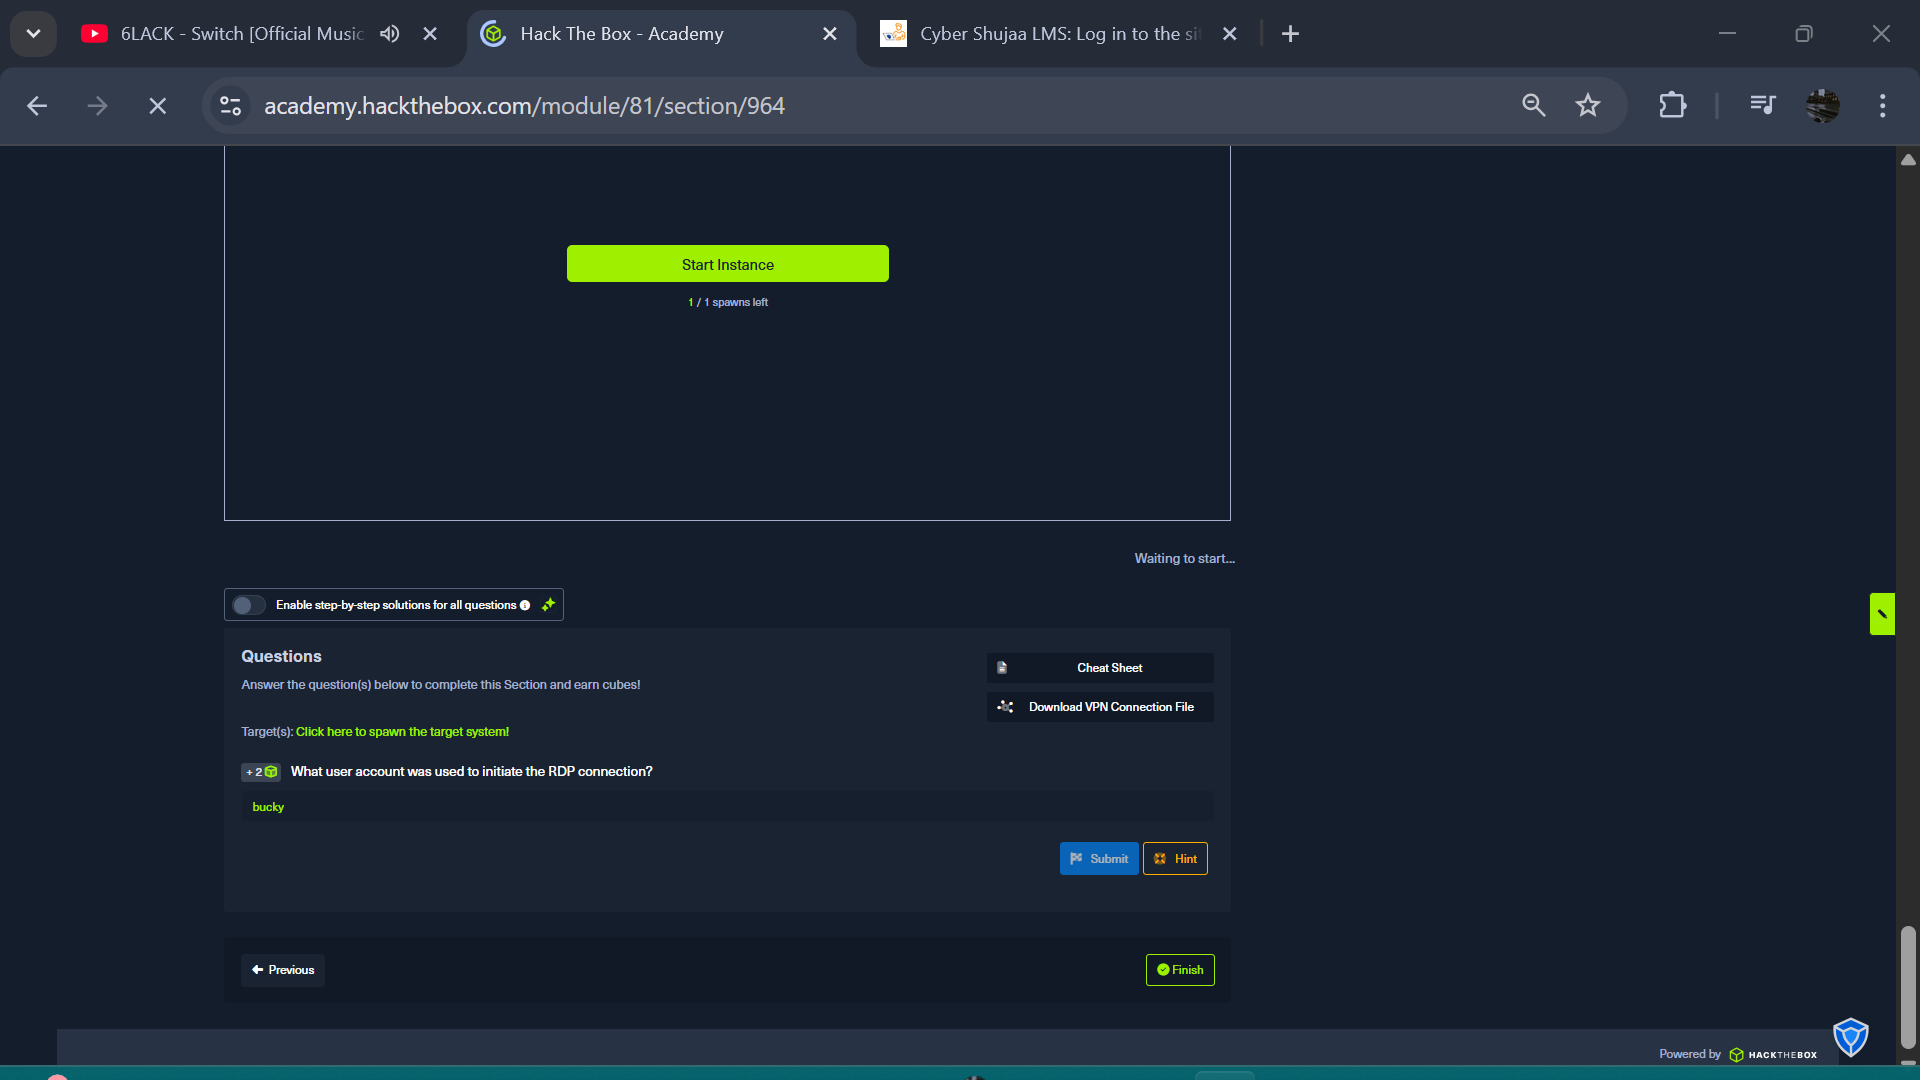 6LACK - Switch [Official Music
Hack The Box - Academy
Cyber Shujaa LMS: Log in to the si
academy.hackthebox.com/module/81/section/964
Start Instance
1 / 1 spawns left
Waiting to start...
Enable step-by-step solutions for all questions
Questions
Answer the question(s) below to complete this Section and earn cubes!
Cheat Sheet
Download VPN Connection File
Target(s): Click here to spawn the target system!
+ 2 What user account was used to initiate the RDP connection?
bucky
Submit
Hint
Previous
Finish
Powered by HACKTHEBOX